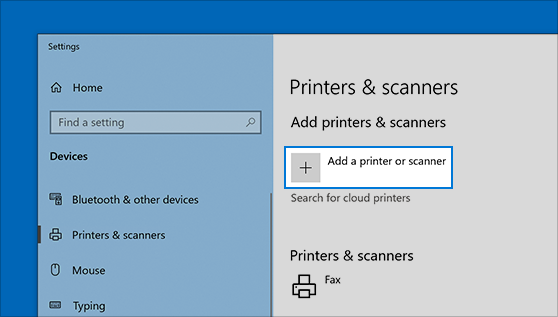 Settings
Home
Find a setting
Devices
Bluetooth & other devices
Printers & scanners
Mouse
Typing
Printers & scanners
Add printers & scanners
Add a printer or scanner
Search for cloud printers
Printers & scanners
Fax